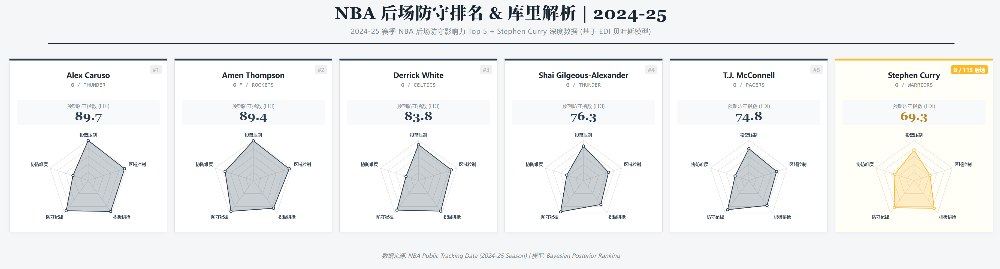 NBA 后场防守排名 & 库里解析 | 2024-25
2024-25 赛季 NBA 后场防守影响力 Top 5 + Stephen Curry 深度数据 (基于 EDI 贝叶斯模型)
#1
Alex Caruso
G / THUNDER
预期防守指数 (EDI)
89.7
投篮压制
协防难度
区域控制
防守纪律
积极拼抢
#2
Amen Thompson
G-F / ROCKETS
预期防守指数 (EDI)
89.4
投篮压制
协防难度
区域控制
防守纪律
积极拼抢
#3
Derrick White
G / CELTICS
预期防守指数 (EDI)
83.8
投篮压制
协防难度
区域控制
防守纪律
积极拼抢
#4
Shai Gilgeous-Alexander
G / THUNDER
预期防守指数 (EDI)
76.3
投篮压制
协防难度
区域控制
防守纪律
积极拼抢
#5
T.J. McConnell
G / PACERS
预期防守指数 (EDI)
74.8
投篮压制
协防难度
区域控制
防守纪律
积极拼抢
8 / 115 后场
Stephen Curry
G / WARRIORS
预期防守指数 (EDI)
69.3
投篮压制
协防难度
区域控制
防守纪律
积极拼抢
数据来源: NBA Public Tracking Data (2024-25 Season) | 模型: Bayesian Posterior Ranking